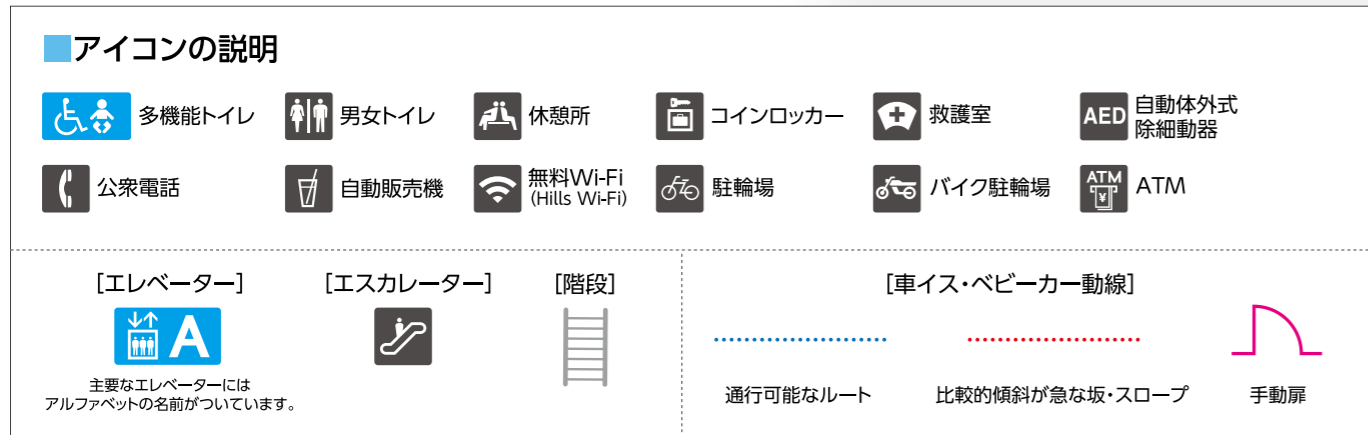 ■アイコンの説明
多機能トイレ
男女トイレ
休憩所
コインロッカー
救護室
AED
自動体外式
除細動器
公衆電話
自動販売機
無料Wi-Fi
(Hills Wi-Fi)
駐輪場
バイク駐輪場
ATM
¥
ATM
[エレベーター]
A
主要なエレベーターには
アルファベットの名前がついています。
[エスカレーター]
[階段]
[車イス・ベビーカー動線]
通行可能なルート
比較的傾斜が急な坂・スロープ
手動扉